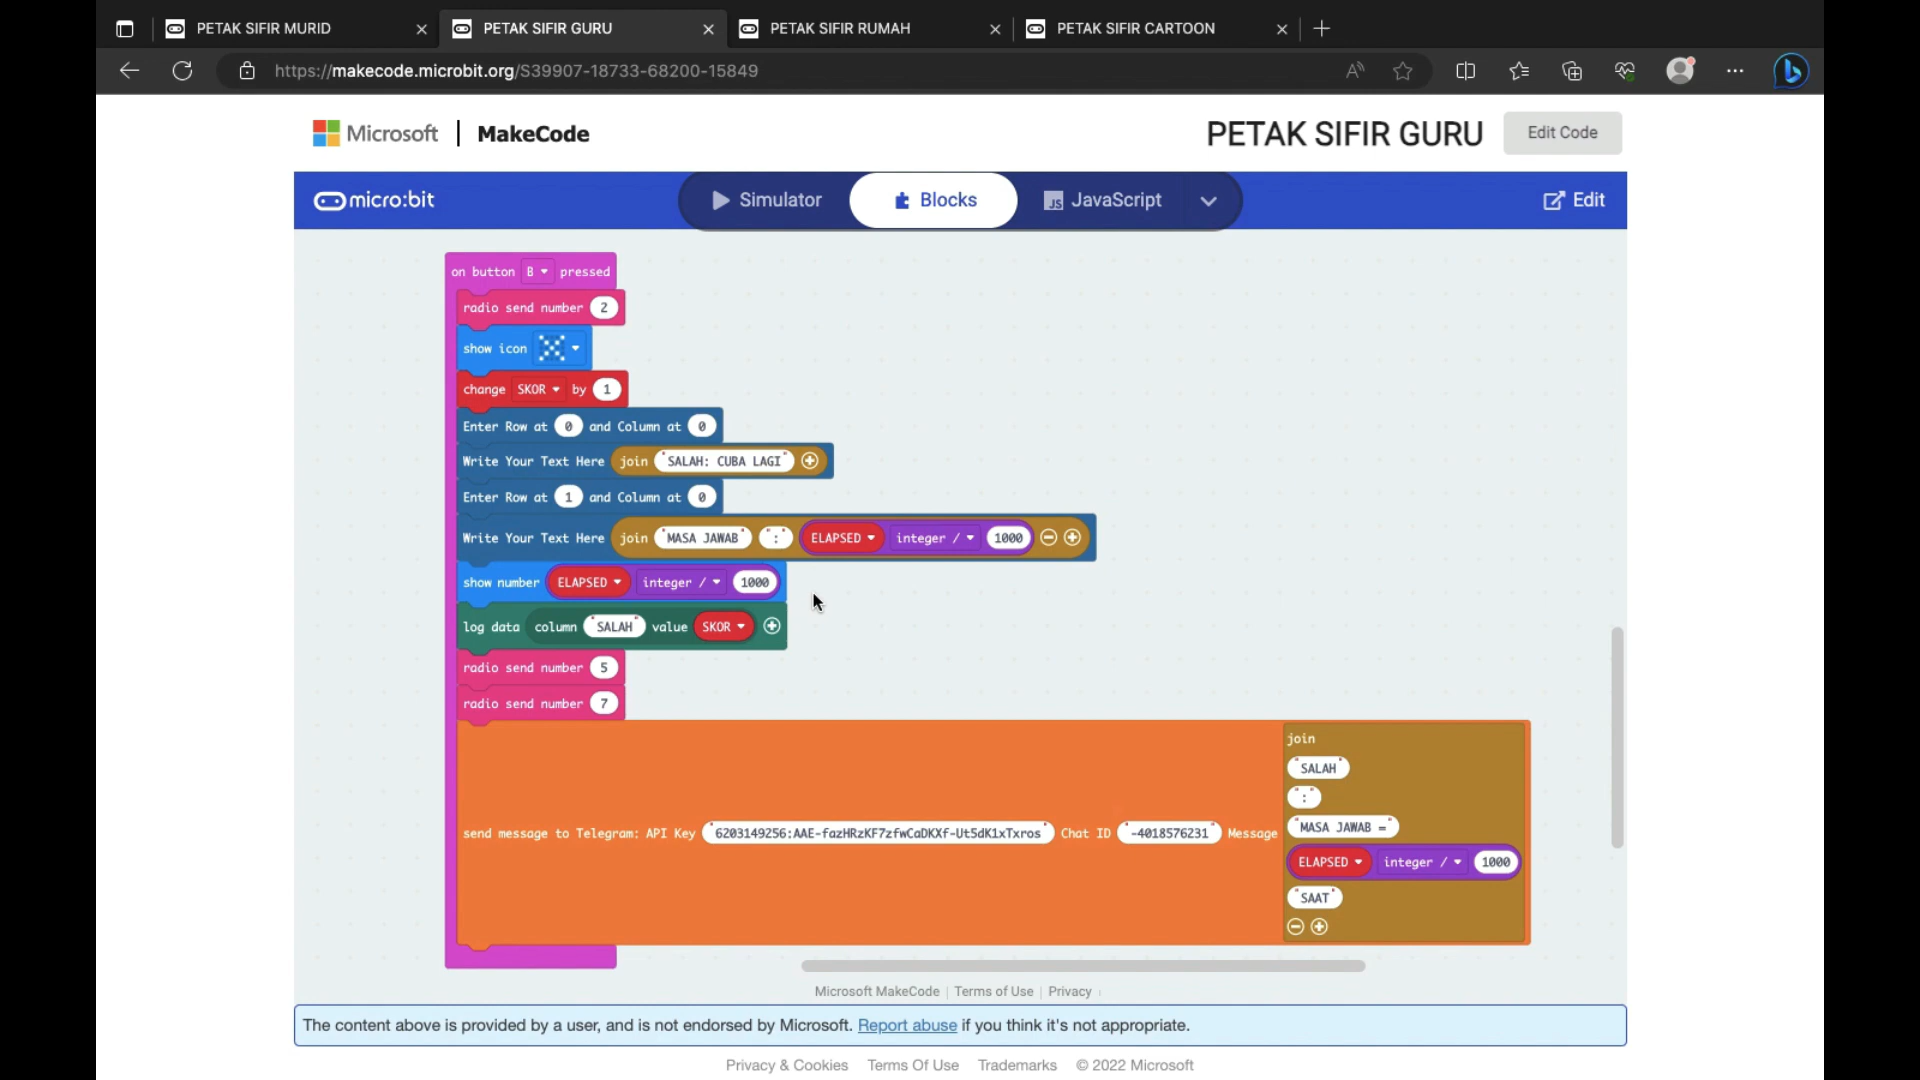 PETAK SIFIR MURID
PETAK SIFIR GURU
PETAK SIFIR RUMAH
PETAK SIFIR CARTOON
https://makecode.microbit.org/S39907-18733-68200-15849
Microsoft | MakeCode
PETAK SIFIR GURU
Edit Code
micro:bit
Simulator
Blocks
JS JavaScript
Edit
on button B pressed
radio send number 2
show icon
change SKOR by 1
Enter Row at 0 and Column at 0
Write Your Text Here join "SALAH: CUBA LAGI"
Enter Row at 1 and Column at 0
Write Your Text Here join "MASA JAWAB" ":" ELAPSED integer / 1000
show number ELAPSED integer / 1000
log data column "SALAH" value SKOR
radio send number 5
radio send number 7
send message to Telegram: API Key "6203149256:AAE-fazHRzKF7zfwCaDKXf-Ut5dK1xTxros" Chat ID "-4018576231" Message
join
"SALAH"
":"
"MASA JAWAB ="
ELAPSED integer / 1000
"SAAT"
Microsoft MakeCode | Terms of Use | Privacy
The content above is provided by a user, and is not endorsed by Microsoft. Report abuse if you think it's not appropriate.
Privacy & Cookies Terms Of Use Trademarks © 2022 Microsoft